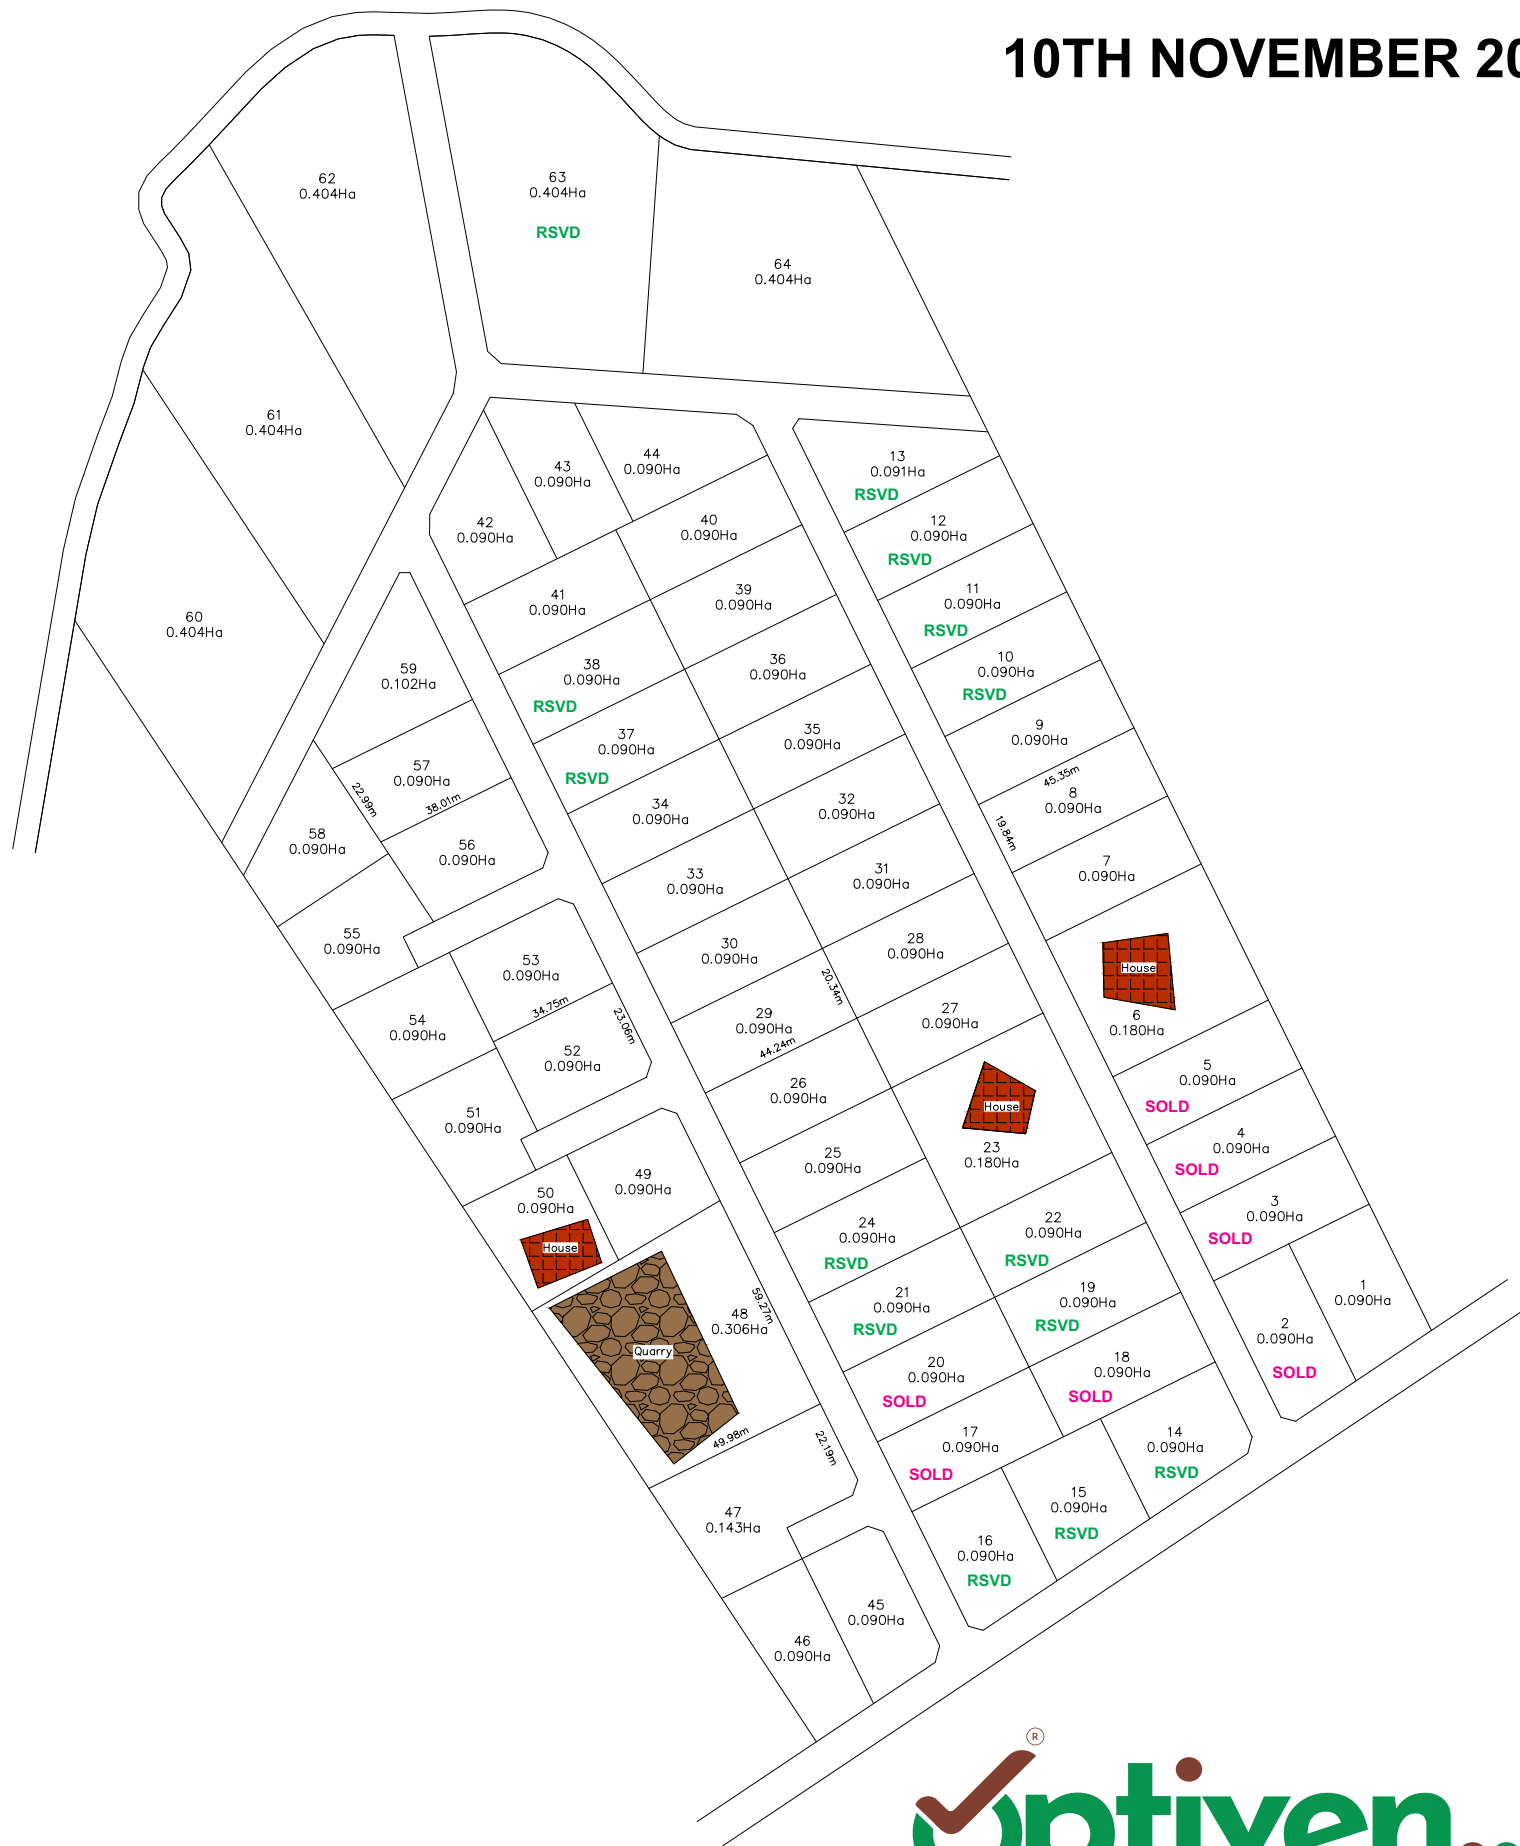 10TH NOVEMBER 20
62
0.404Ha
63
0.404Ha
RSVD
64
0.404Ha
61
0.404Ha
60
0.404Ha
44
0.090Ha
43
0.090Ha
42
0.090Ha
13
0.091Ha
RSVD
40
0.090Ha
12
0.090Ha
RSVD
41
0.090Ha
39
0.090Ha
11
0.090Ha
RSVD
59
0.102Ha
38
0.090Ha
RSVD
36
0.090Ha
10
0.090Ha
RSVD
37
0.090Ha
RSVD
35
0.090Ha
9
0.090Ha
57
0.090Ha
22.99m
38.01m
45.35m
8
0.090Ha
19.84m
34
0.090Ha
32
0.090Ha
58
0.090Ha
56
0.090Ha
33
0.090Ha
31
0.090Ha
7
0.090Ha
55
0.090Ha
53
0.090Ha
30
0.090Ha
28
0.090Ha
House
6
0.180Ha
20.34m
34.75m
23.06m
54
0.090Ha
29
0.090Ha
44.24m
27
0.090Ha
52
0.090Ha
26
0.090Ha
5
0.090Ha
SOLD
51
0.090Ha
House
23
0.180Ha
4
0.090Ha
SOLD
25
0.090Ha
49
0.090Ha
50
0.090Ha
House
24
0.090Ha
RSVD
22
0.090Ha
RSVD
3
0.090Ha
SOLD
59.27m
48
0.306Ha
Quarry
21
0.090Ha
RSVD
19
0.090Ha
RSVD
1
0.090Ha
2
0.090Ha
SOLD
20
0.090Ha
SOLD
18
0.090Ha
SOLD
49.98m
22.19m
17
0.090Ha
SOLD
14
0.090Ha
RSVD
47
0.143Ha
15
0.090Ha
RSVD
16
0.090Ha
RSVD
45
0.090Ha
46
0.090Ha
R
Optiven